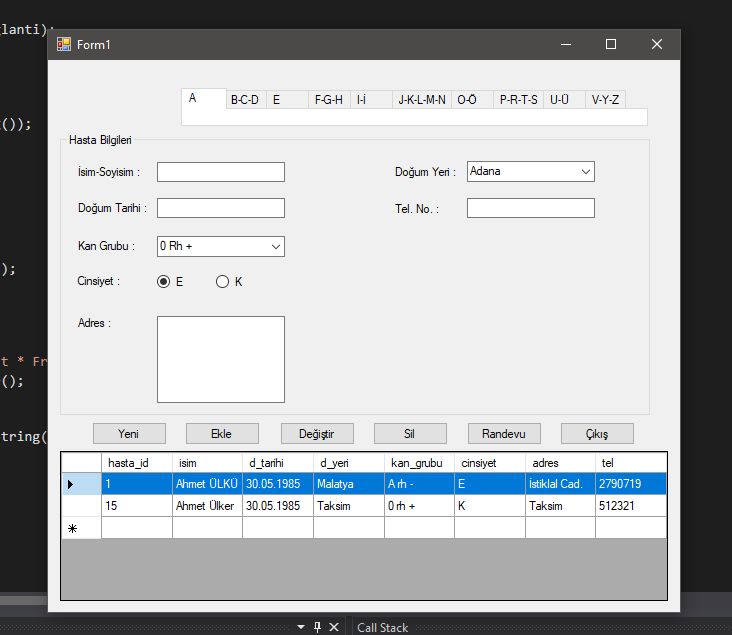 lanti);
Form1
A B-C-D E F-G-H I-İ J-K-L-M-N O-Ö P-R-T-S U-Ü V-Y-Z
());
Hasta Bilgileri
İsim-Soyisim : Doğum Yeri : Adana
Doğum Tarihi : Tel. No. :
Kan Grubu : 0 Rh +
);
Cinsiyet : E K
Adres :
t * Fr
();
Yeni Ekle Değiştir Sil Randevu Çıkış
tring(
hasta_id isim d_tarihi d_yeri kan_grubu cinsiyet adres tel
1 Ahmet ÜLKÜ 30.05.1985 Malatya A rh - E İstiklal Cad. 2790719
15 Ahmet Ülker 30.05.1985 Taksim 0 rh + K Taksim 512321
Call Stack